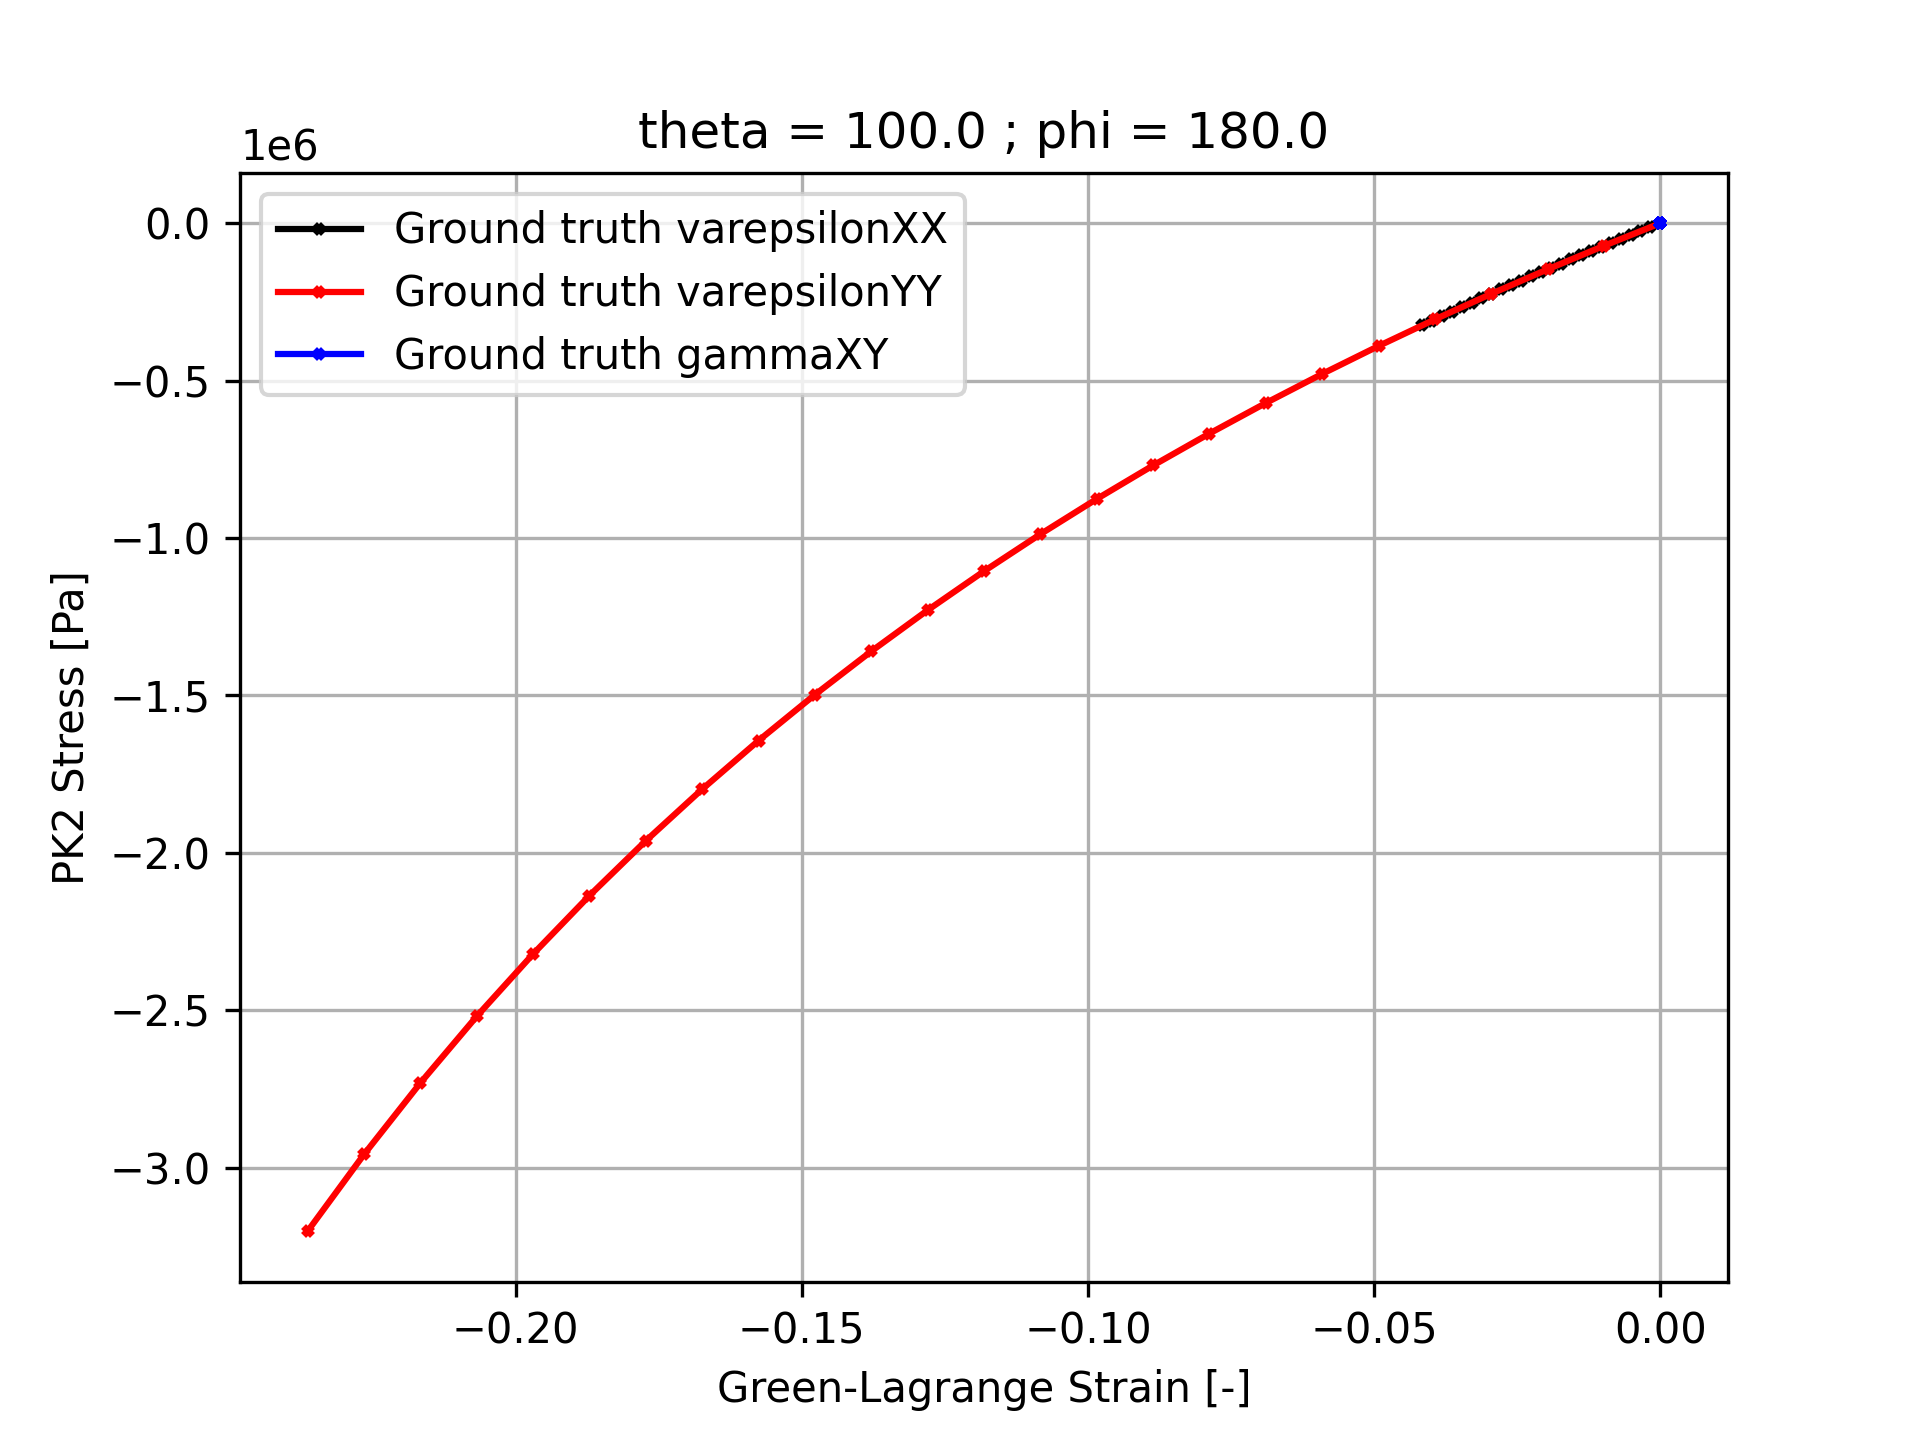 theta = 100.0 ; phi = 180.0
1e6
Ground truth varepsilonXX
Ground truth varepsilonYY
Ground truth gammaXY
0.0
−0.5
−1.0
−1.5
−2.0
−2.5
−3.0
PK2 Stress [Pa]
−0.20 −0.15 −0.10 −0.05 0.00
Green-Lagrange Strain [-]